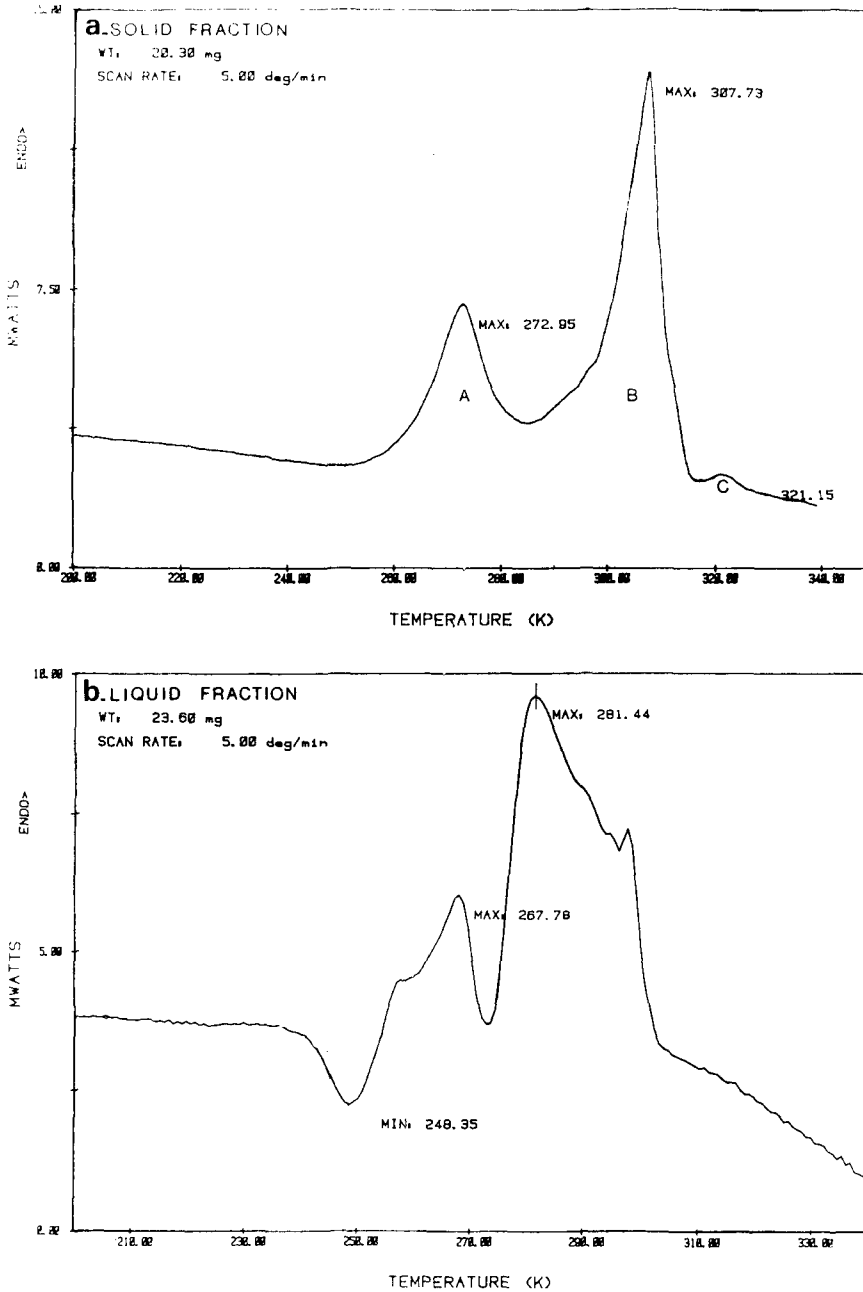 a. SOLID FRACTION
WT: 20.30 mg
SCAN RATE: 5.00 deg/min
ENDO>
MWATTS
7.50
0.00
MAX: 307.73
MAX: 272.95
A
B
C
321.15
200.00 220.00 240.00 260.00 280.00 300.00 320.00 340.00
TEMPERATURE (K)
b. LIQUID FRACTION
WT: 23.60 mg
SCAN RATE: 5.00 deg/min
10.00
ENDO>
MWATTS
5.00
0.00
MAX: 281.44
MAX: 267.78
MIN: 248.35
210.00 230.00 250.00 270.00 290.00 310.00 330.00
TEMPERATURE (K)